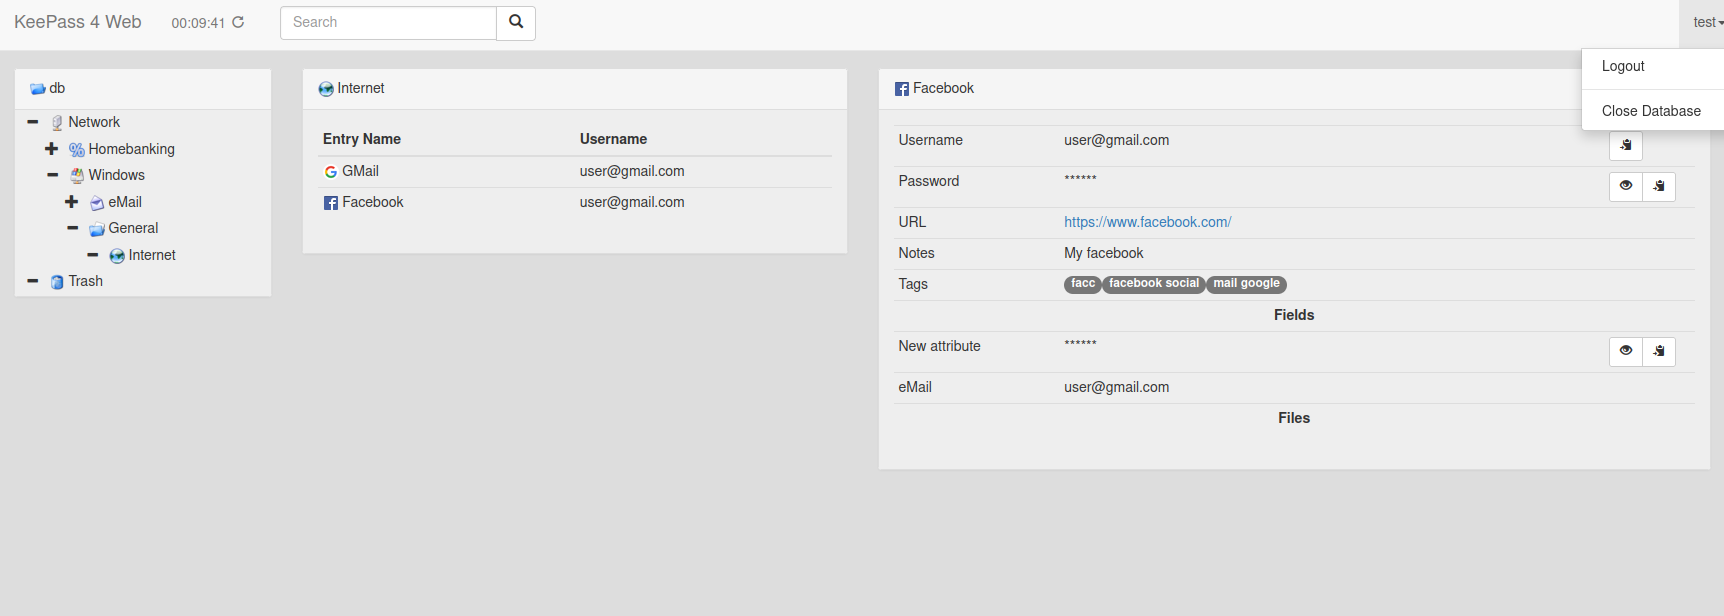 KeePass 4 Web 00:09:41 Search test
Logout
Close Database
db
Network
Homebanking
Windows
eMail
General
Internet
Trash
Internet
Entry Name Username
GMail user@gmail.com
Facebook user@gmail.com
Facebook
Username user@gmail.com
Password ******
URL https://www.facebook.com/
Notes My facebook
Tags facc facebook social mail google
Fields
New attribute ******
eMail user@gmail.com
Files